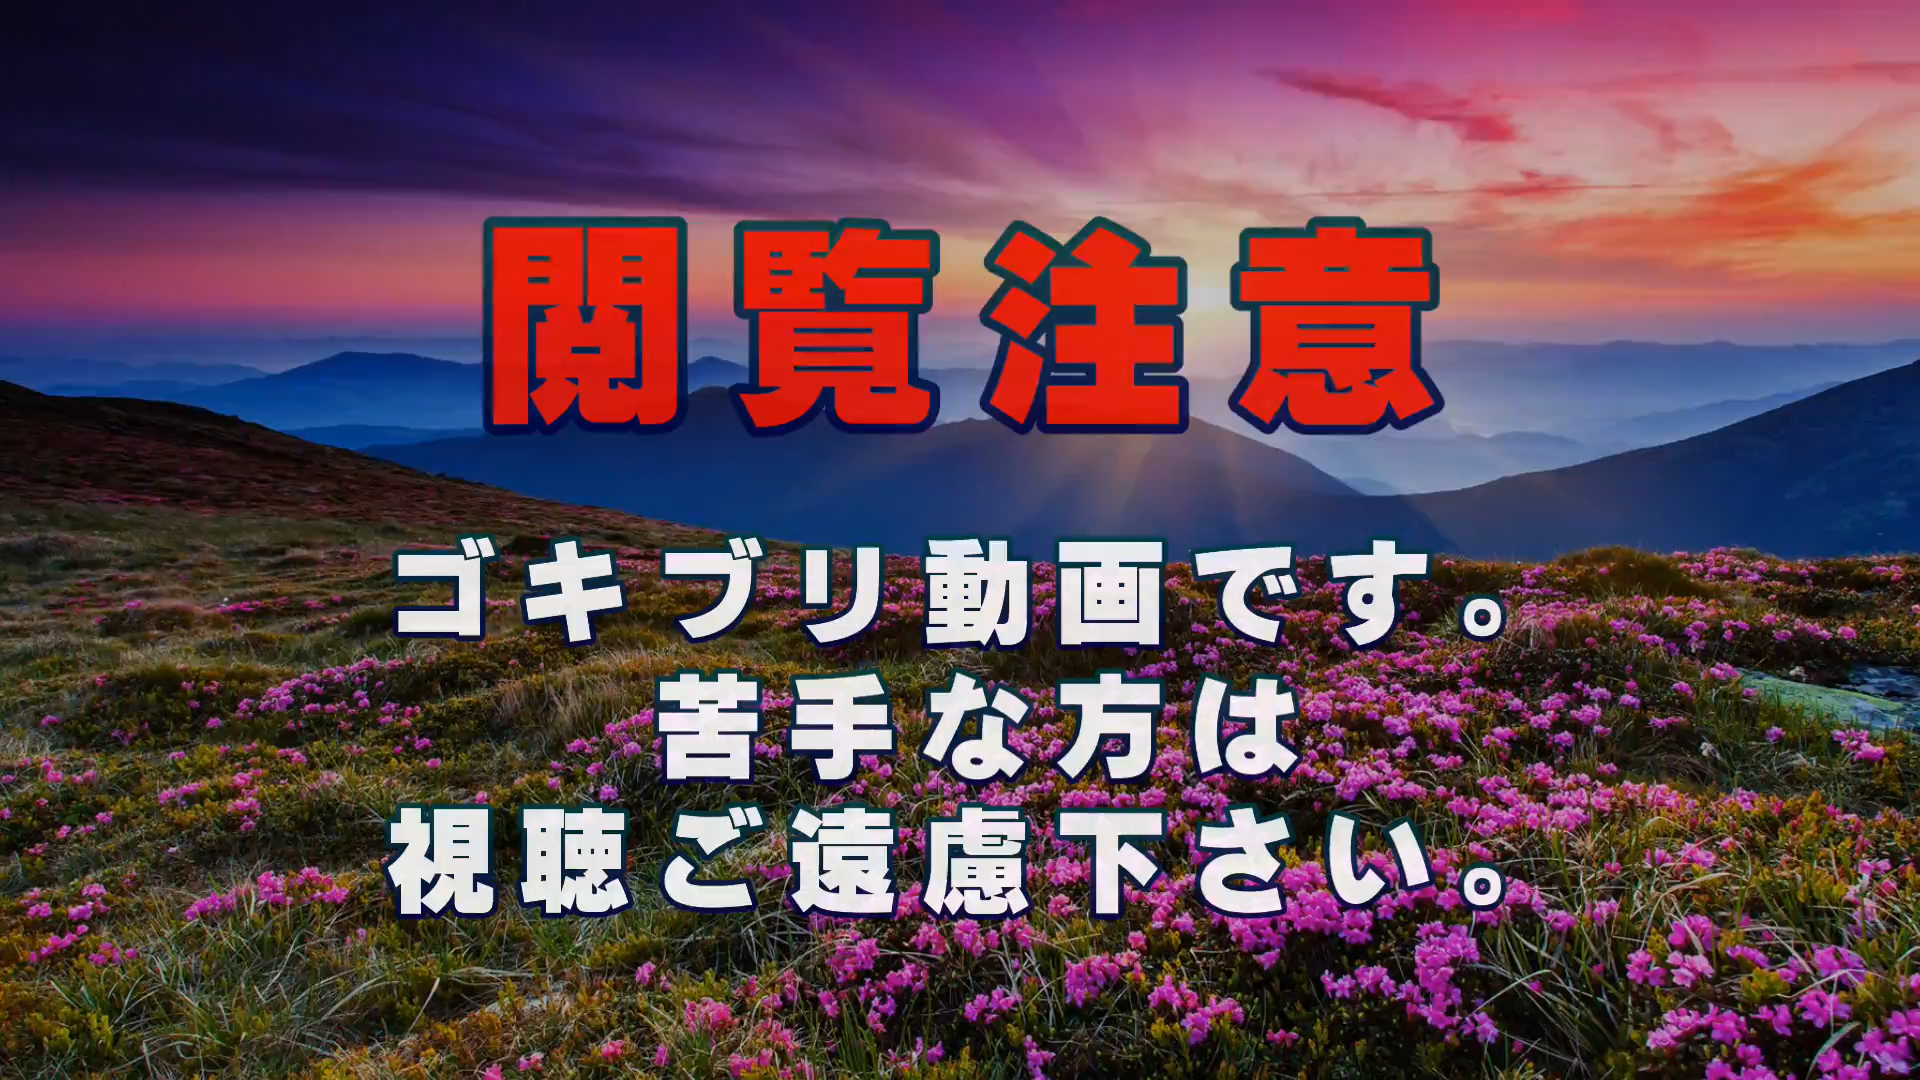 閲覧注意
ゴキブリ動画です。
苦手な方は
視聴ご遠慮下さい。